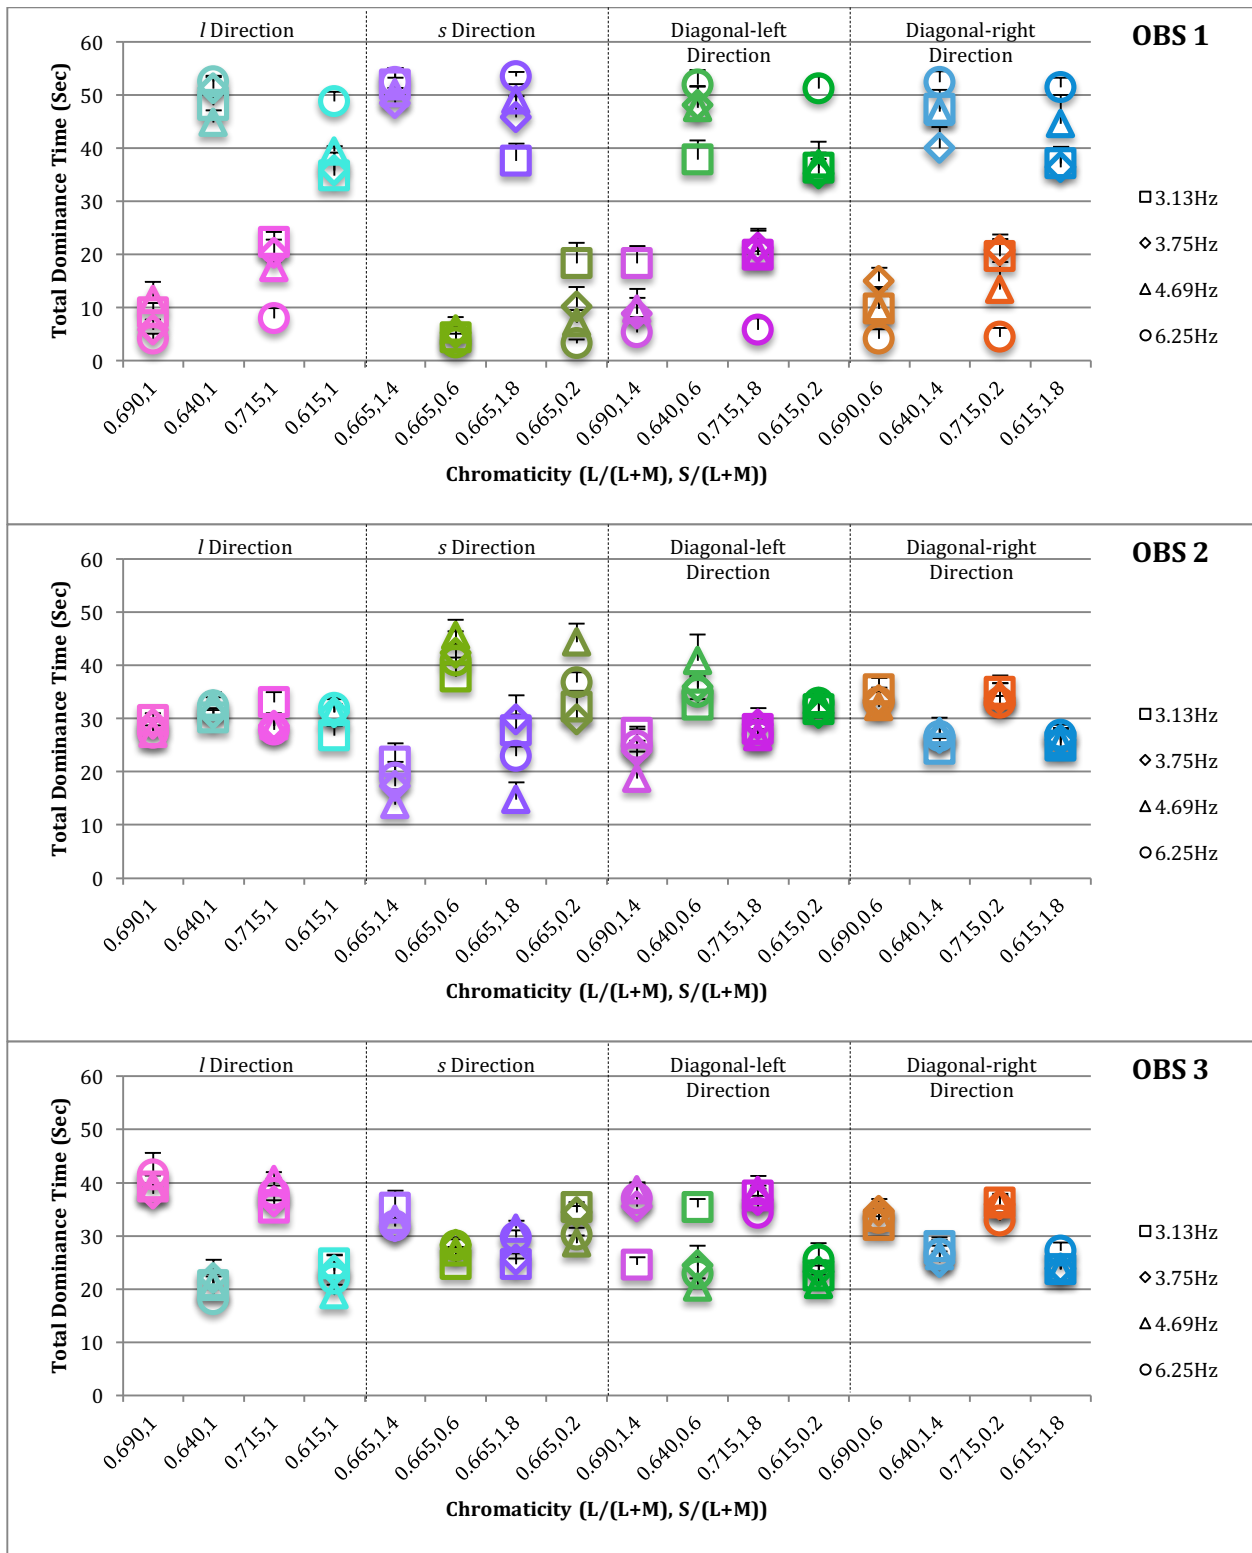 l Direction
s Direction
Diagonal-left
Direction
Diagonal-right
Direction
OBS 1
Total Dominance Time (Sec)
60
50
40
30
20
10
0
3.13Hz
3.75Hz
4.69Hz
6.25Hz
0.690,1
0.640,1
0.715,1
0.615,1
0.665,1.4
0.665,0.6
0.665,1.8
0.665,0.2
0.690,1.4
0.640,0.6
0.715,1.8
0.615,0.2
0.690,0.6
0.640,1.4
0.715,0.2
0.615,1.8
Chromaticity (L/(L+M), S/(L+M))
l Direction
s Direction
Diagonal-left
Direction
Diagonal-right
Direction
OBS 2
Total Dominance Time (Sec)
60
50
40
30
20
10
0
3.13Hz
3.75Hz
4.69Hz
6.25Hz
0.690,1
0.640,1
0.715,1
0.615,1
0.665,1.4
0.665,0.6
0.665,1.8
0.665,0.2
0.690,1.4
0.640,0.6
0.715,1.8
0.615,0.2
0.690,0.6
0.640,1.4
0.715,0.2
0.615,1.8
Chromaticity (L/(L+M), S/(L+M))
l Direction
s Direction
Diagonal-left
Direction
Diagonal-right
Direction
OBS 3
Total Dominance Time (Sec)
60
50
40
30
20
10
0
3.13Hz
3.75Hz
4.69Hz
6.25Hz
0.690,1
0.640,1
0.715,1
0.615,1
0.665,1.4
0.665,0.6
0.665,1.8
0.665,0.2
0.690,1.4
0.640,0.6
0.715,1.8
0.615,0.2
0.690,0.6
0.640,1.4
0.715,0.2
0.615,1.8
Chromaticity (L/(L+M), S/(L+M))